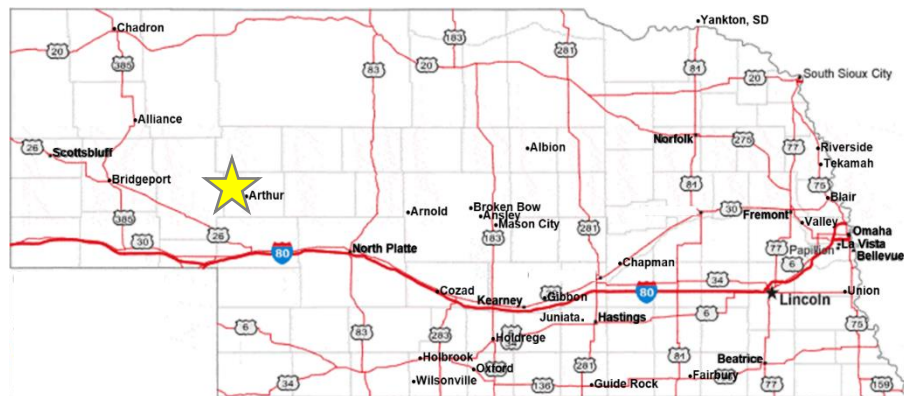 Yankton, SD
Chadron
20
183
385
83
20
281
81
20
South Sioux City
Alliance
26
Scottsbluff
Albion
Norfolk
275
77
Riverside
Tekamah
Bridgeport
81
75
Blair
Arthur
Broken Bow
Arnold
Ansley
Mason City
30
Fremont
Valley
385
26
183
281
Omaha
30
80
North Platte
77
Papillion
La Vista
6
Bellevue
Chapman
34
Cozad
Kearney
Gibbon
80
Lincoln
Union
Juniata
Hastings
6
75
6
83
283
34
Holdrege
281
81
Holbrook
Oxford
Beatrice
34
Wilsonville
136
Guide Rock
Fairbury
77
159